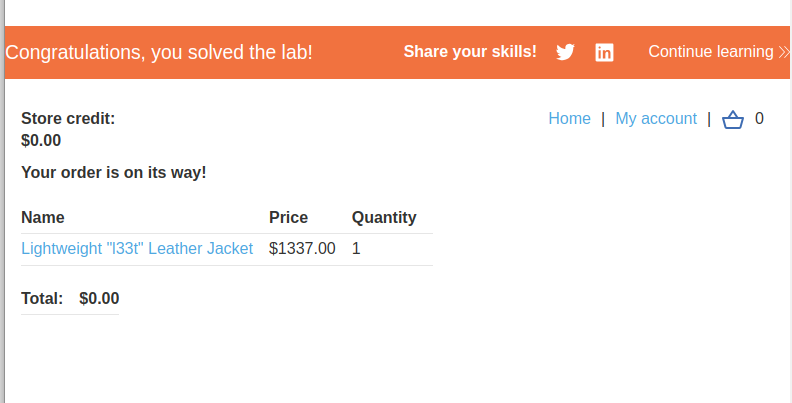 Congratulations, you solved the lab! Share your skills! in Continue learning >>
Store credit: Home | My account | 0
$0.00
Your order is on its way!
Name Price Quantity
Lightweight "l33t" Leather Jacket $1337.00 1
Total: $0.00